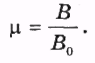 μ = B / B₀.